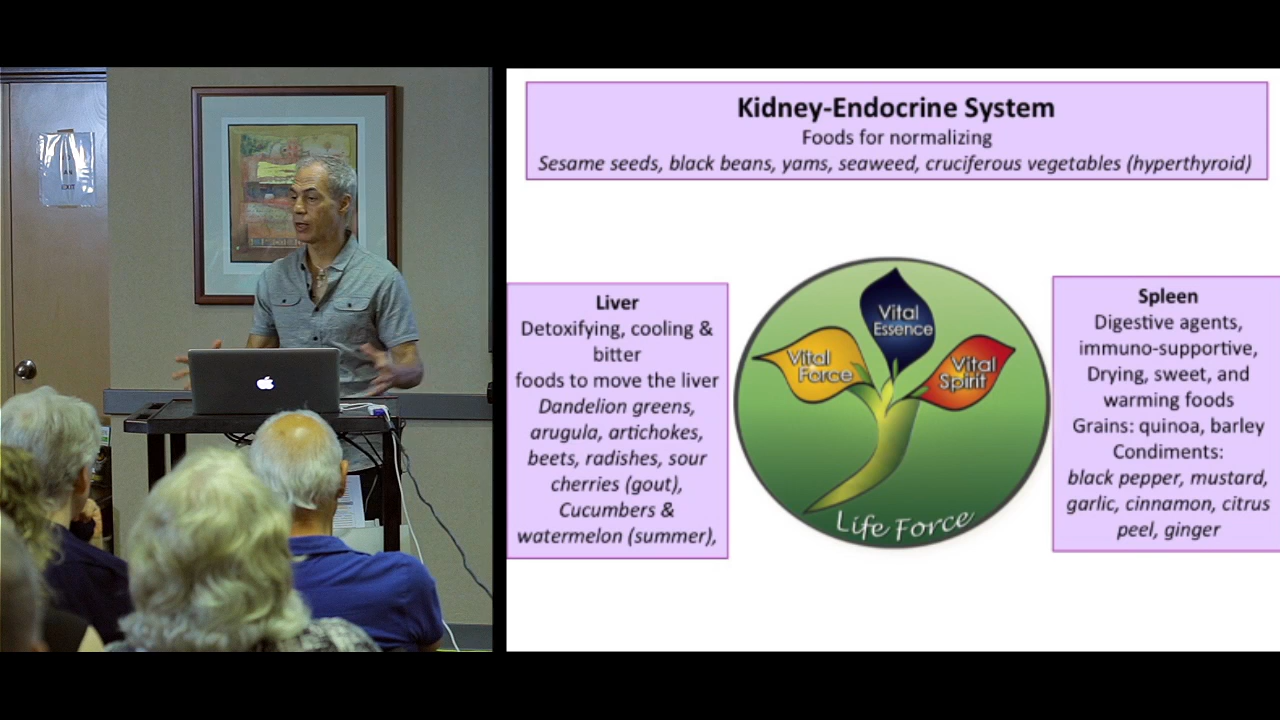 EXIT
Kidney-Endocrine System
Foods for normalizing
Sesame seeds, black beans, yams, seaweed, cruciferous vegetables (hyperthyroid)
Liver
Detoxifying, cooling &
bitter
foods to move the liver
Dandelion greens,
arugula, artichokes,
beets, radishes, sour
cherries (gout),
Cucumbers &
watermelon (summer),
Vital
Essence
Vital
Force
Vital
Spirit
Life Force
Spleen
Digestive agents,
immuno-supportive,
Drying, sweet, and
warming foods
Grains: quinoa, barley
Condiments:
black pepper, mustard,
garlic, cinnamon, citrus
peel, ginger